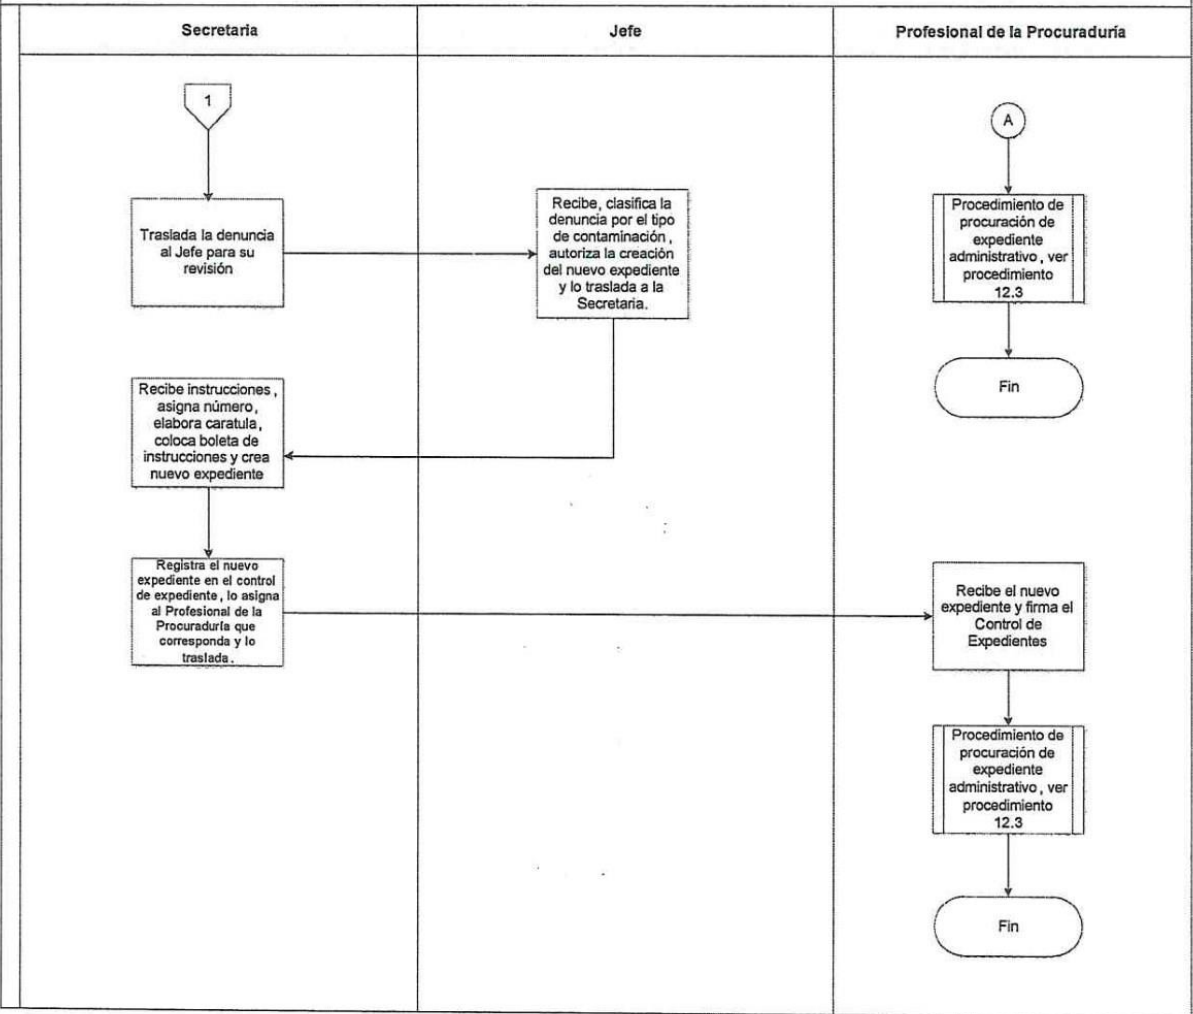 Secretaria
Jefe
Profesional de la Procuraduría
1
A
Traslada la denuncia
al Jefe para su
revisión
Recibe, clasifica la
denuncia por el tipo
de contaminación ,
autoriza la creación
del nuevo expediente
y lo traslada a la
Secretaria.
Procedimiento de
procuración de
expediente
administrativo , ver
procedimiento
12.3
Fin
Recibe instrucciones ,
asigna número,
elabora caratula,
coloca boleta de
instrucciones y crea
nuevo expediente
Registra el nuevo
expediente en el control
de expediente , lo asigna
al Profesional de la
Procuraduría que
corresponda y lo
traslada .
Recibe el nuevo
expediente y firma el
Control de
Expedientes
Procedimiento de
procuración de
expediente
administrativo , ver
procedimiento
12.3
Fin